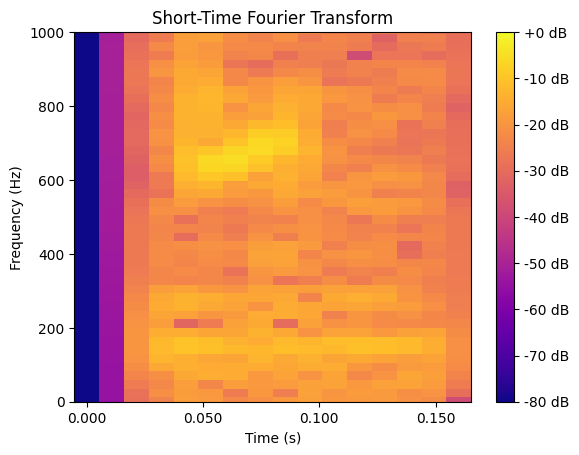 Short-Time Fourier Transform
1000
800
600
400
200
0
Frequency (Hz)
0.000
0.050
0.100
0.150
Time (s)
+0 dB
-10 dB
-20 dB
-30 dB
-40 dB
-50 dB
-60 dB
-70 dB
-80 dB